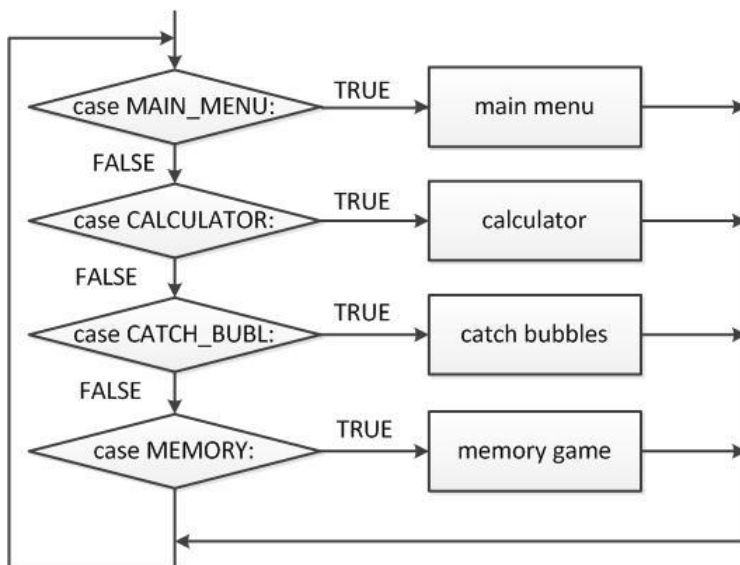 TRUE
case MAIN_MENU:
main menu
FALSE
TRUE
case CALCULATOR:
calculator
FALSE
TRUE
case CATCH_BUBL:
catch bubbles
FALSE
TRUE
case MEMORY:
memory game